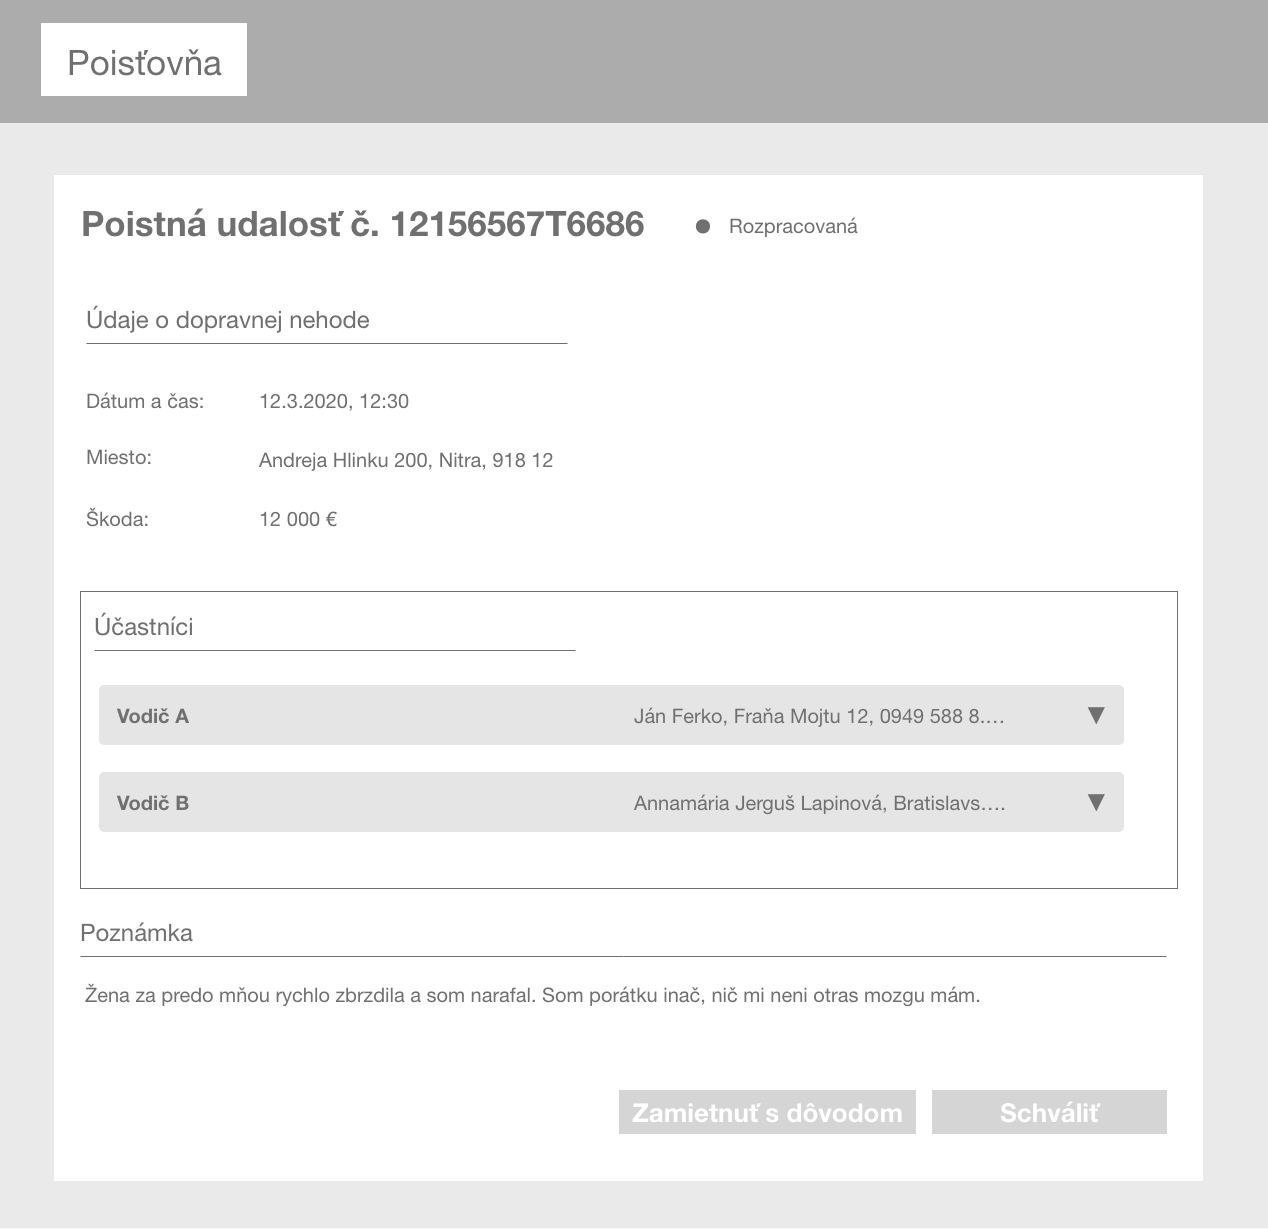 Poisťovňa
Poistná udalosť č. 12156567T6686
Rozpracovaná
Údaje o dopravnej nehode
Dátum a čas: 12.3.2020, 12:30
Miesto: Andreja Hlinku 200, Nitra, 918 12
Škoda: 12 000 €
Účastníci
Vodič A Ján Ferko, Fraňa Mojtu 12, 0949 588 8.…
Vodič B Annamária Jerguš Lapinová, Bratislavs.…
Poznámka
Žena za predo mňou rychlo zbrzdila a som narafal. Som porátku inač, nič mi neni otras mozgu mám.
Zamietnuť s dôvodom Schváliť